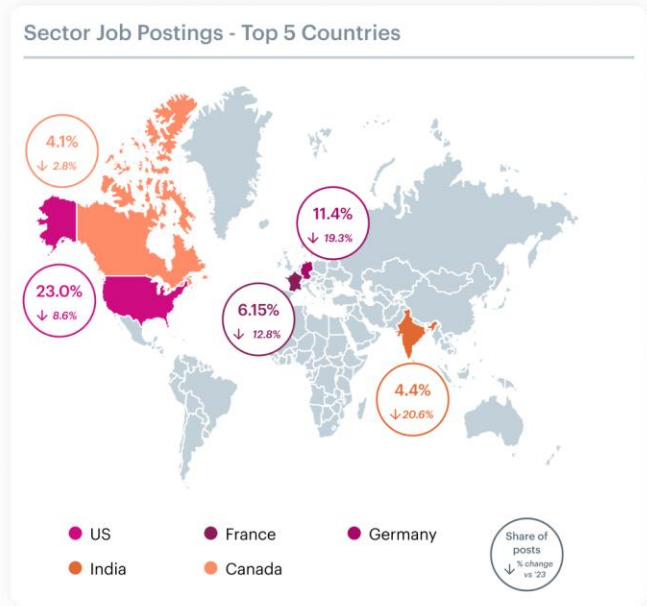 Sector Job Postings - Top 5 Countries
4.1%
↓ 2.8%
11.4%
↓ 19.3%
23.0%
↓ 8.6%
6.15%
↓ 12.8%
4.4%
↓ 20.6%
US
France
Germany
India
Canada
Share of
posts
↓ % change
vs '23